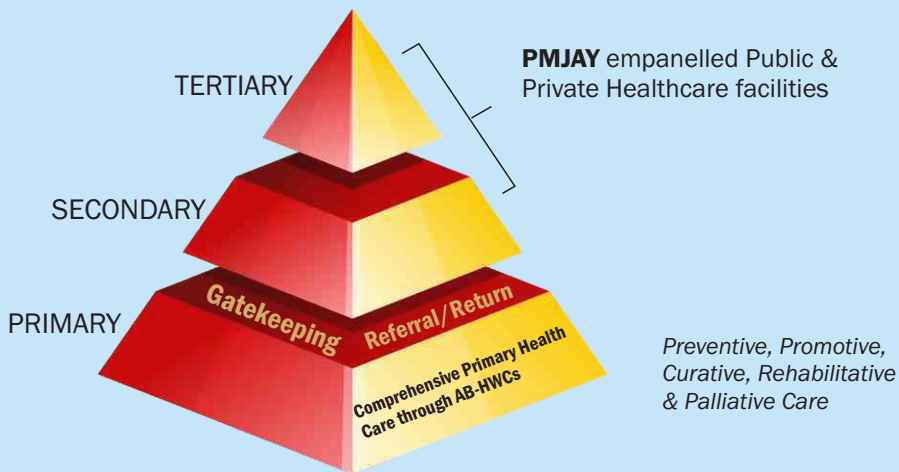 TERTIARY
PMJAY empanelled Public &
Private Healthcare facilities
SECONDARY
PRIMARY
Gatekeeping
Referral/Return
Comprehensive Primary Health
Care through AB-HWCs
Preventive, Promotive,
Curative, Rehabilitative
& Palliative Care